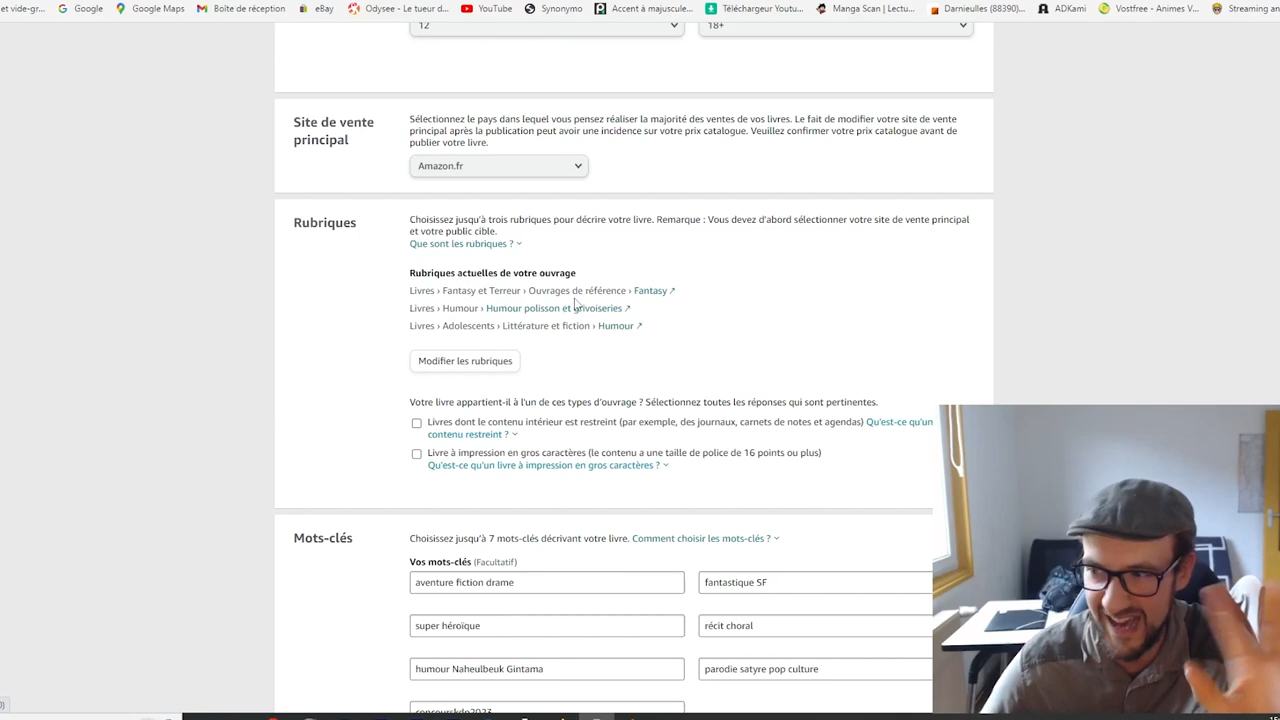 et vide-gr...
Google
Google Maps
Boîte de réception
eBay
Odysee - Le tueur d...
YouTube
Synonymo
Accent à majuscule...
Téléchargeur Youtu...
Manga Scan | Lectu...
Darnieulles (88390)...
ADKami
Vostfree - Animes V...
Streaming an
12
18+
Site de vente
principal
Sélectionnez le pays dans lequel vous pensez réaliser la majorité des ventes de vos livres. Le fait de modifier votre site de vente
principal après la publication peut avoir une incidence sur votre prix catalogue. Veuillez confirmer votre prix catalogue avant de
publier votre livre.
Amazon.fr
Rubriques
Choisissez jusqu'à trois rubriques pour décrire votre livre. Remarque : Vous devez d'abord sélectionner votre site de vente principal
et votre public cible.
Que sont les rubriques ?
Rubriques actuelles de votre ouvrage
Livres › Fantasy et Terreur › Ouvrages de référence › Fantasy
Livres › Humour › Humour polisson et grivoiseries
Livres › Adolescents › Littérature et fiction › Humour
Modifier les rubriques
Votre livre appartient-il à l'un de ces types d'ouvrage ? Sélectionnez toutes les réponses qui sont pertinentes.
Livres dont le contenu intérieur est restreint (par exemple, des journaux, carnets de notes et agendas) Qu'est-ce qu'un
contenu restreint ?
Livre à impression en gros caractères (le contenu a une taille de police de 16 points ou plus)
Qu'est-ce qu'un livre à impression en gros caractères ?
Mots-clés
Choisissez jusqu'à 7 mots-clés décrivant votre livre. Comment choisir les mots-clés ?
Vos mots-clés (Facultatif)
aventure fiction drame
fantastique SF
super héroïque
récit choral
humour Naheulbeuk Gintama
parodie satyre pop culture
concourskdp2023